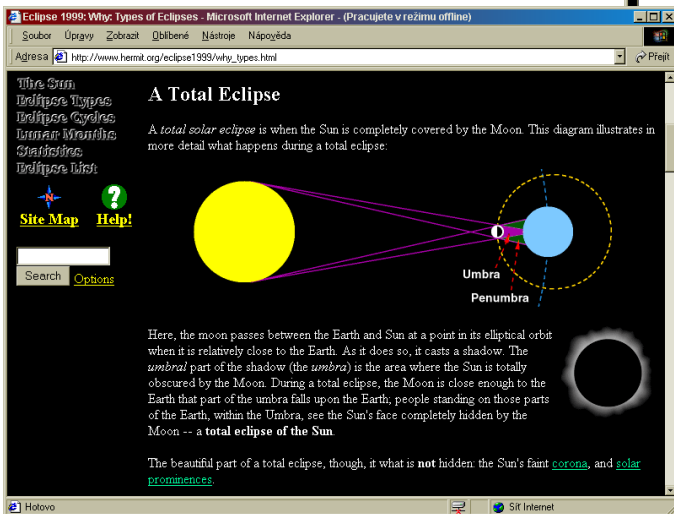 Eclipse 1999: Why: Types of Eclipses - Microsoft Internet Explorer - (Pracujete v režimu offline)
Soubor Úpravy Zobrazit Oblíbené Nástroje Nápověda
Adresa http://www.hermit.org/eclipse1999/why_types.html Přejít
The Sun
Eclipse Types
Eclipse Cycles
Lunar Months
Statistics
Eclipse List
N
?
Site Map Help!
Search Options
A Total Eclipse
A total solar eclipse is when the Sun is completely covered by the Moon. This diagram illustrates in
more detail what happens during a total eclipse:
Umbra
Penumbra
Here, the moon passes between the Earth and Sun at a point in its elliptical orbit
when it is relatively close to the Earth. As it does so, it casts a shadow. The
umbral part of the shadow (the umbra) is the area where the Sun is totally
obscured by the Moon. During a total eclipse, the Moon is close enough to the
Earth that part of the umbra falls upon the Earth; people standing on those parts
of the Earth, within the Umbra, see the Sun's face completely hidden by the
Moon -- a total eclipse of the Sun.
The beautiful part of a total eclipse, though, it what is not hidden: the Sun's faint corona, and solar
prominences.
Hotovo Síť Internet